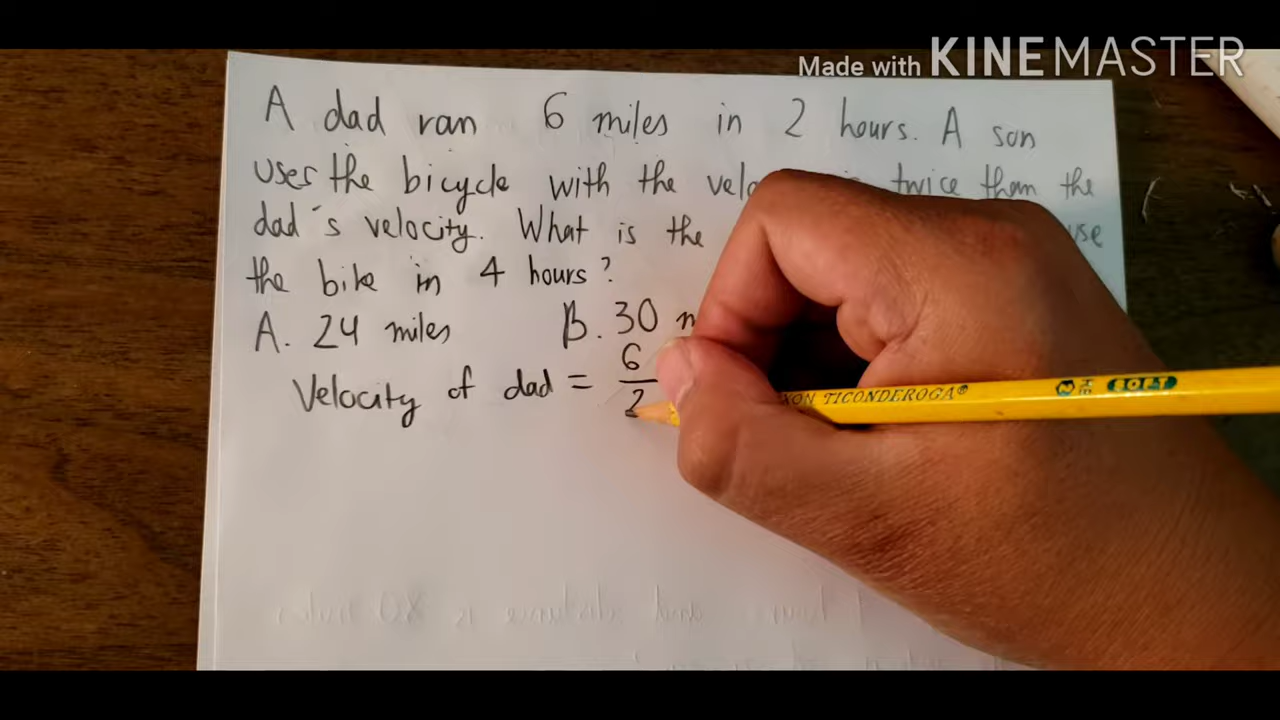 Made with KINEMASTER
A dad ran 6 miles in 2 hours. A son
uses the bicycle with the twice than the
dad's velocity. What is the use
the bike in 4 hours?
A. 24 miles B. 30
Velocity of dad = 6
2
TICONDEROGA® SOFT